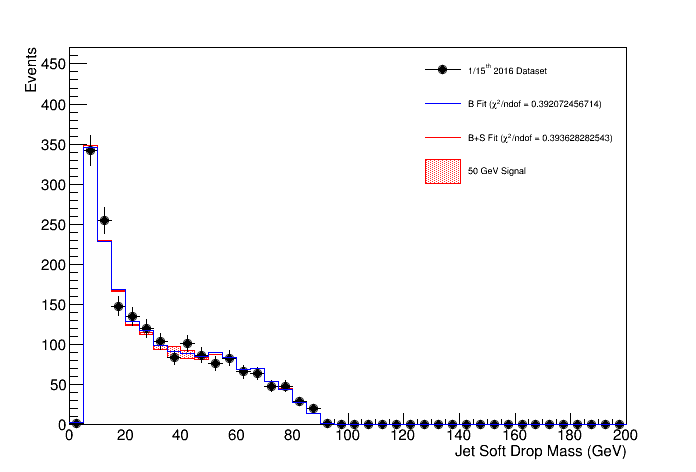 Events
450
400
350
300
250
200
150
100
50
0
0 20 40 60 80 100 120 140 160 180 200
Jet Soft Drop Mass (GeV)
1/15th 2016 Dataset
B Fit (χ²/ndof = 0.392072456714)
B+S Fit (χ²/ndof = 0.393628282543)
50 GeV Signal